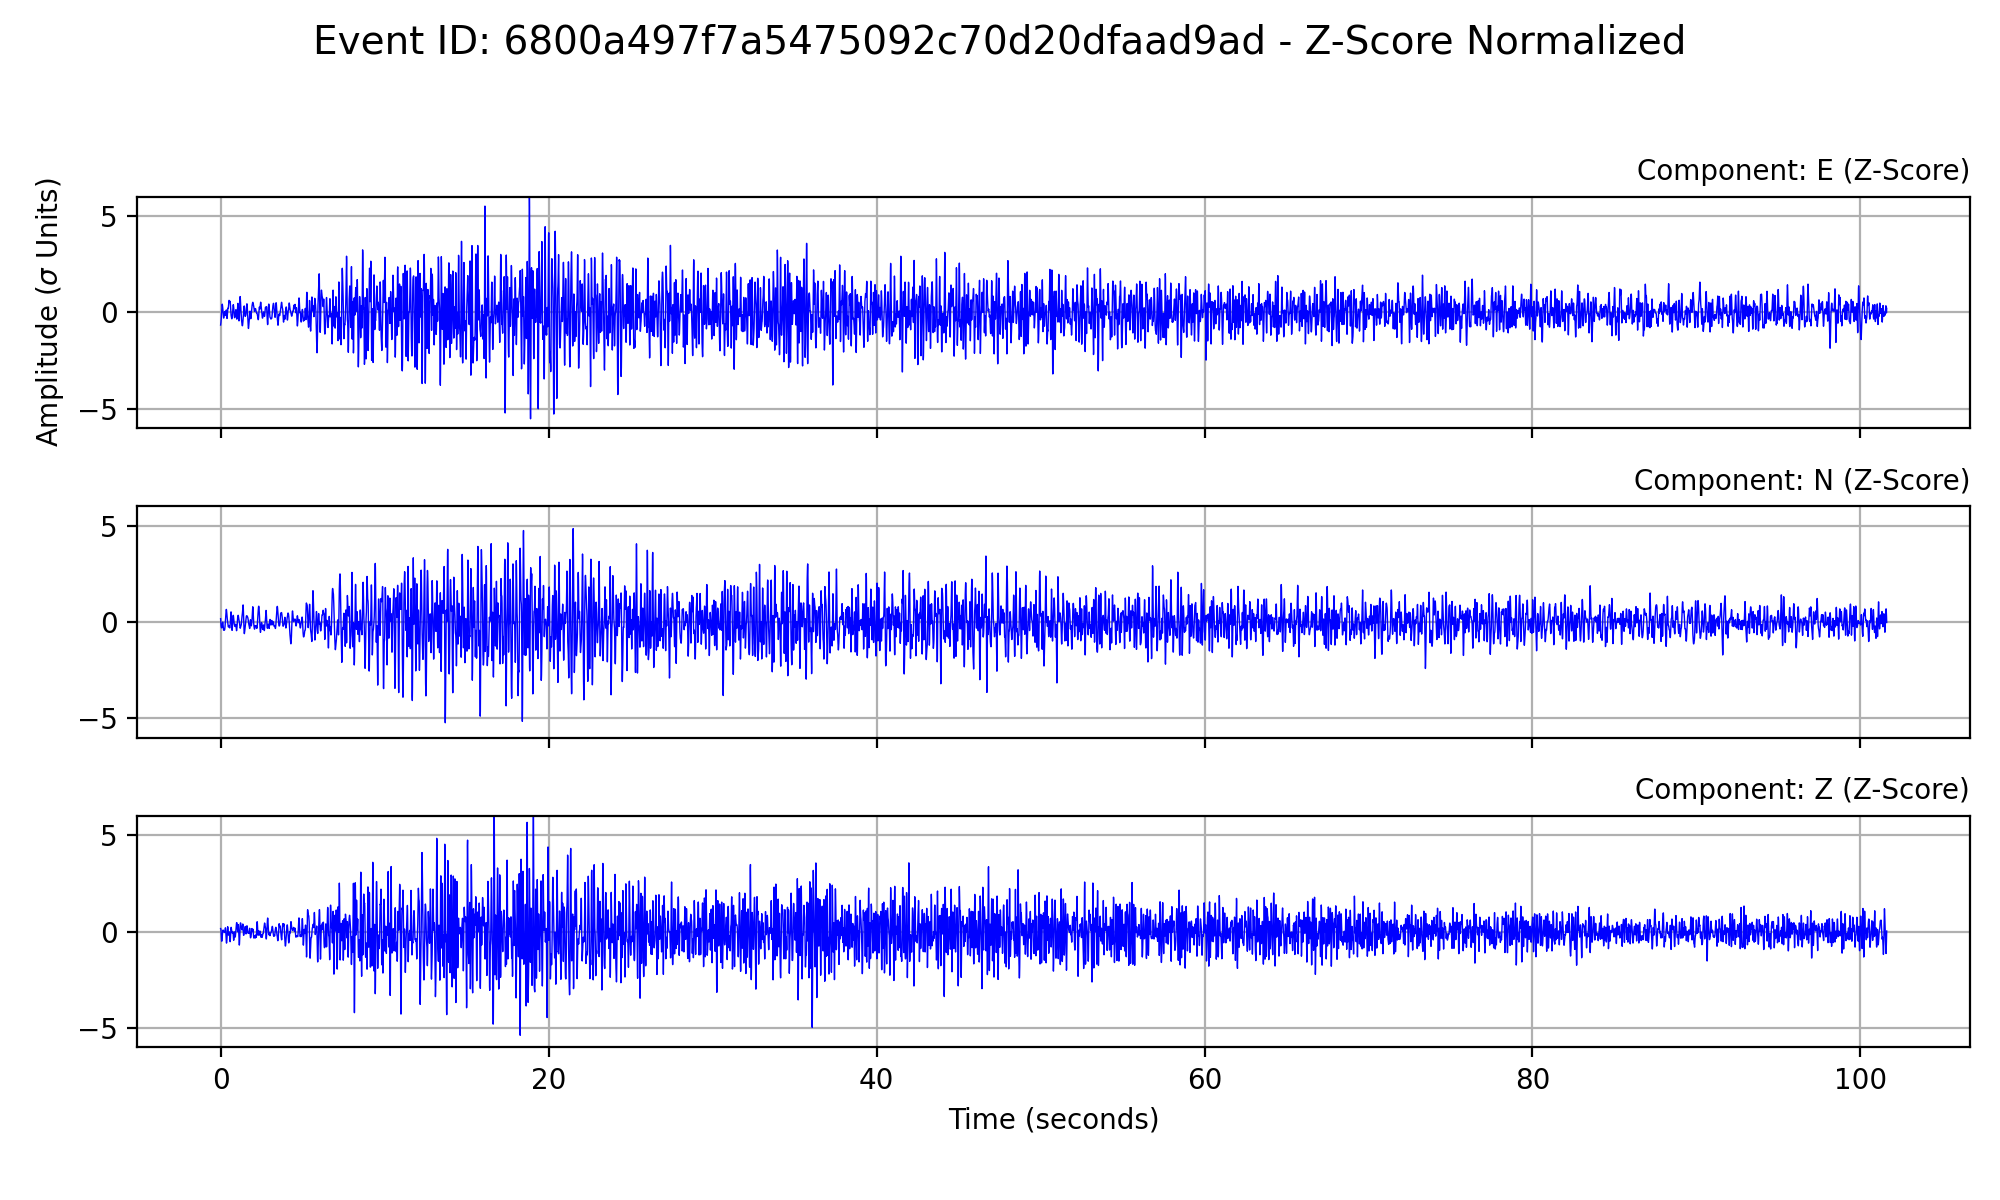 Event ID: 6800a497f7a5475092c70d20dfaad9ad - Z-Score Normalized
Component: E (Z-Score)
Amplitude (σ Units)
5
0
−5
Component: N (Z-Score)
5
0
−5
Component: Z (Z-Score)
5
0
−5
0 20 40 60 80 100
Time (seconds)